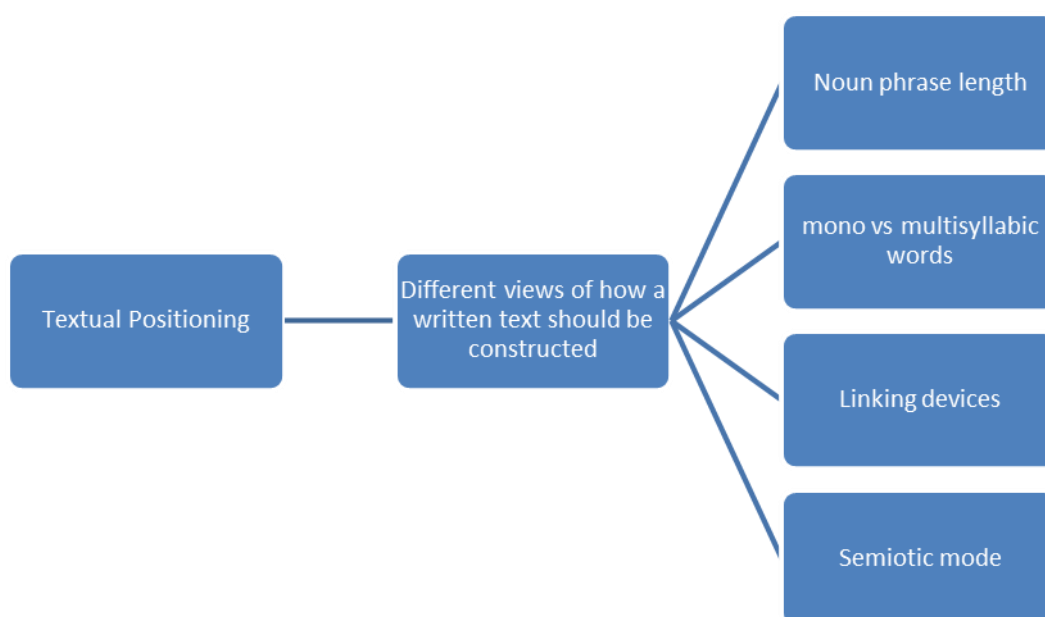 Textual Positioning
Different views of how a
written text should be
constructed
Noun phrase length
mono vs multisyllabic
words
Linking devices
Semiotic mode